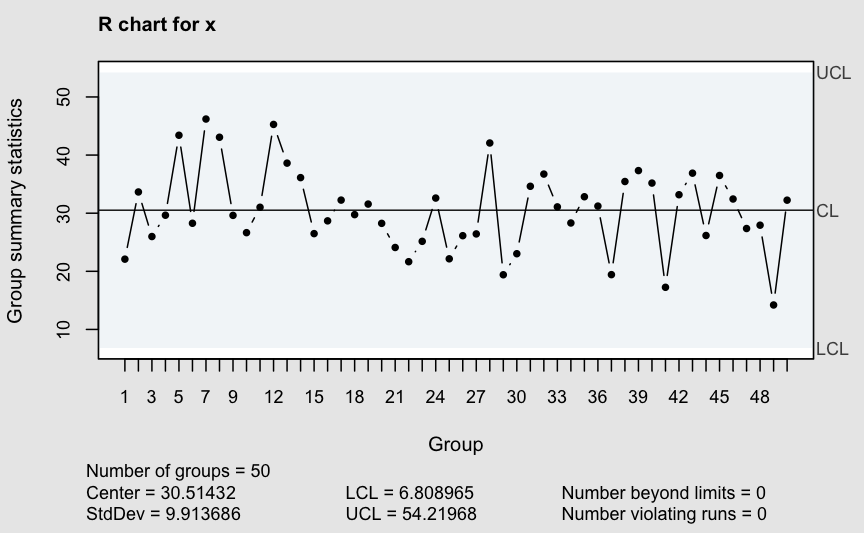 R chart for x
Group summary statistics
50
40
30
20
10
UCL
CL
LCL
1 3 5 7 9 12 15 18 21 24 27 30 33 36 39 42 45 48
Group
Number of groups = 50
Center = 30.51432 LCL = 6.808965 Number beyond limits = 0
StdDev = 9.913686 UCL = 54.21968 Number violating runs = 0